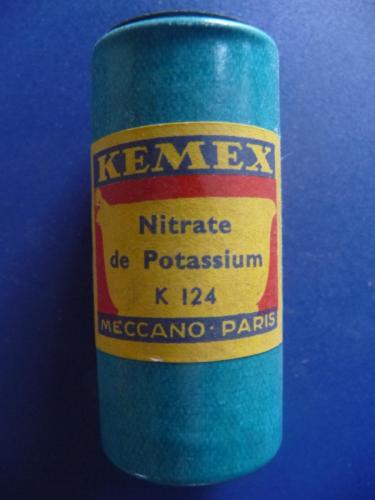 KEMEX
Nitrate
de Potassium
K 124
MECCANO · PARIS